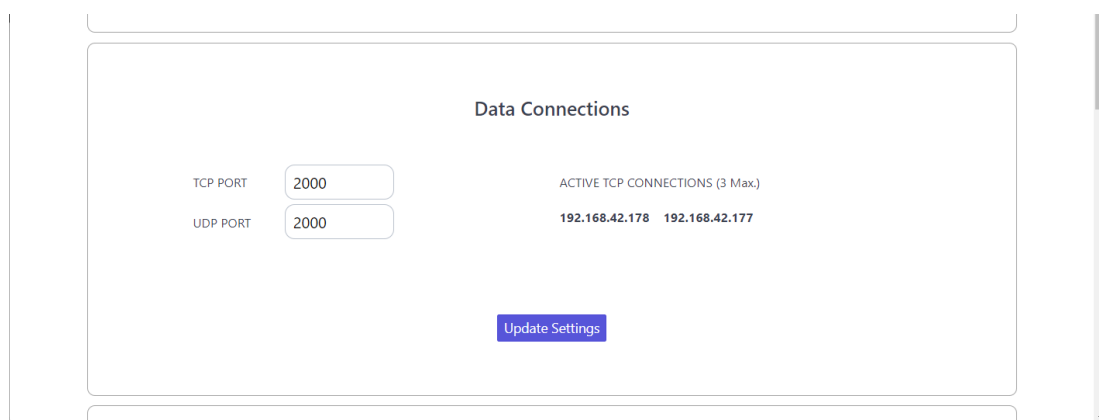 Data Connections
TCP PORT 2000
UDP PORT 2000
ACTIVE TCP CONNECTIONS (3 Max.)
192.168.42.178 192.168.42.177
Update Settings